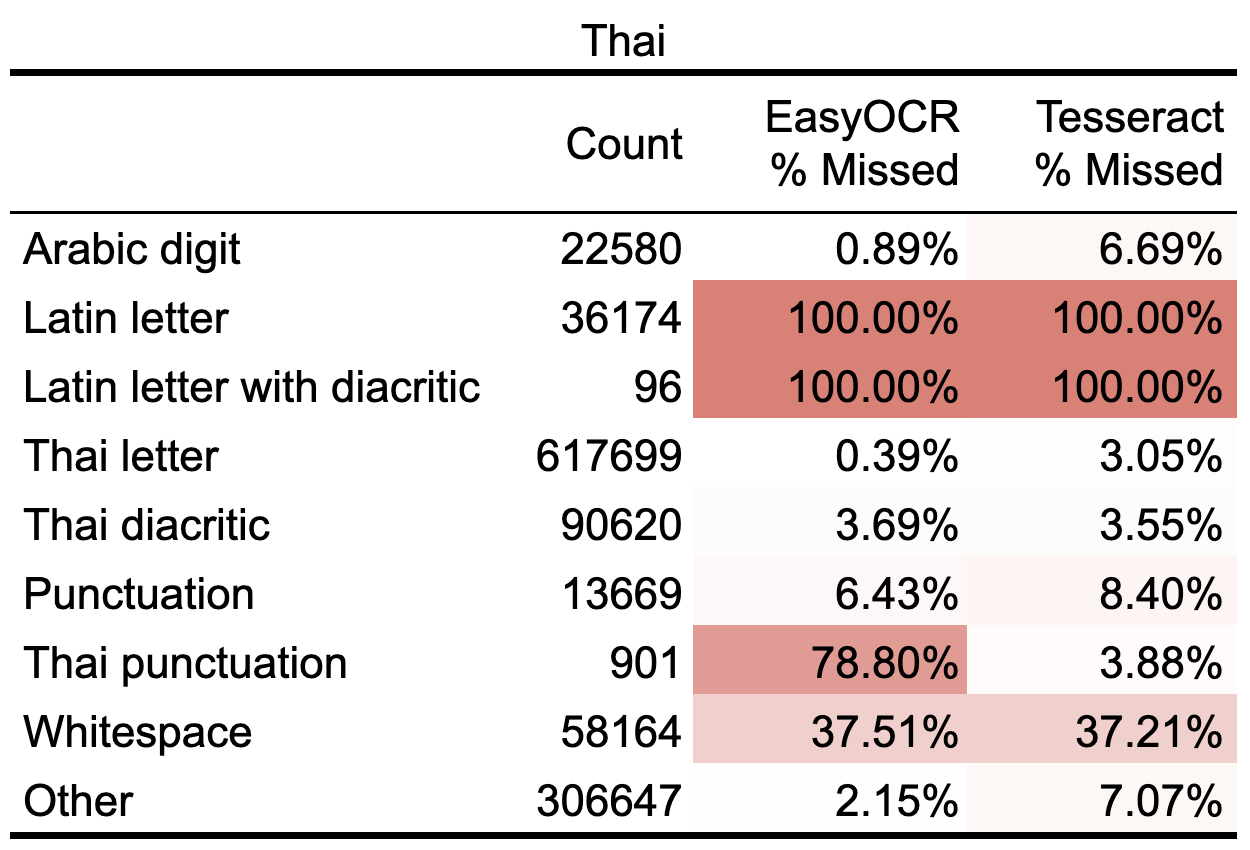 Thai
Count EasyOCR % Missed Tesseract % Missed
Arabic digit 22580 0.89% 6.69%
Latin letter 36174 100.00% 100.00%
Latin letter with diacritic 96 100.00% 100.00%
Thai letter 617699 0.39% 3.05%
Thai diacritic 90620 3.69% 3.55%
Punctuation 13669 6.43% 8.40%
Thai punctuation 901 78.80% 3.88%
Whitespace 58164 37.51% 37.21%
Other 306647 2.15% 7.07%